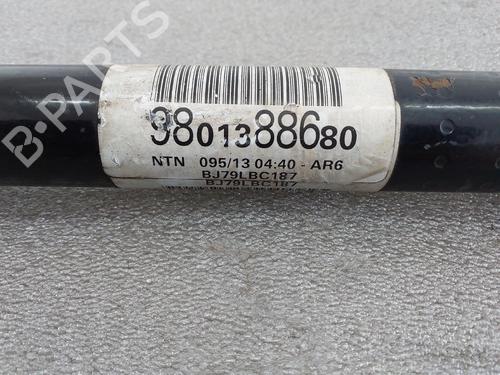 B-PARTS
9801388680
NTN 095/13 04:40 - AR6
BJ79LBC187
BJ79LBC187